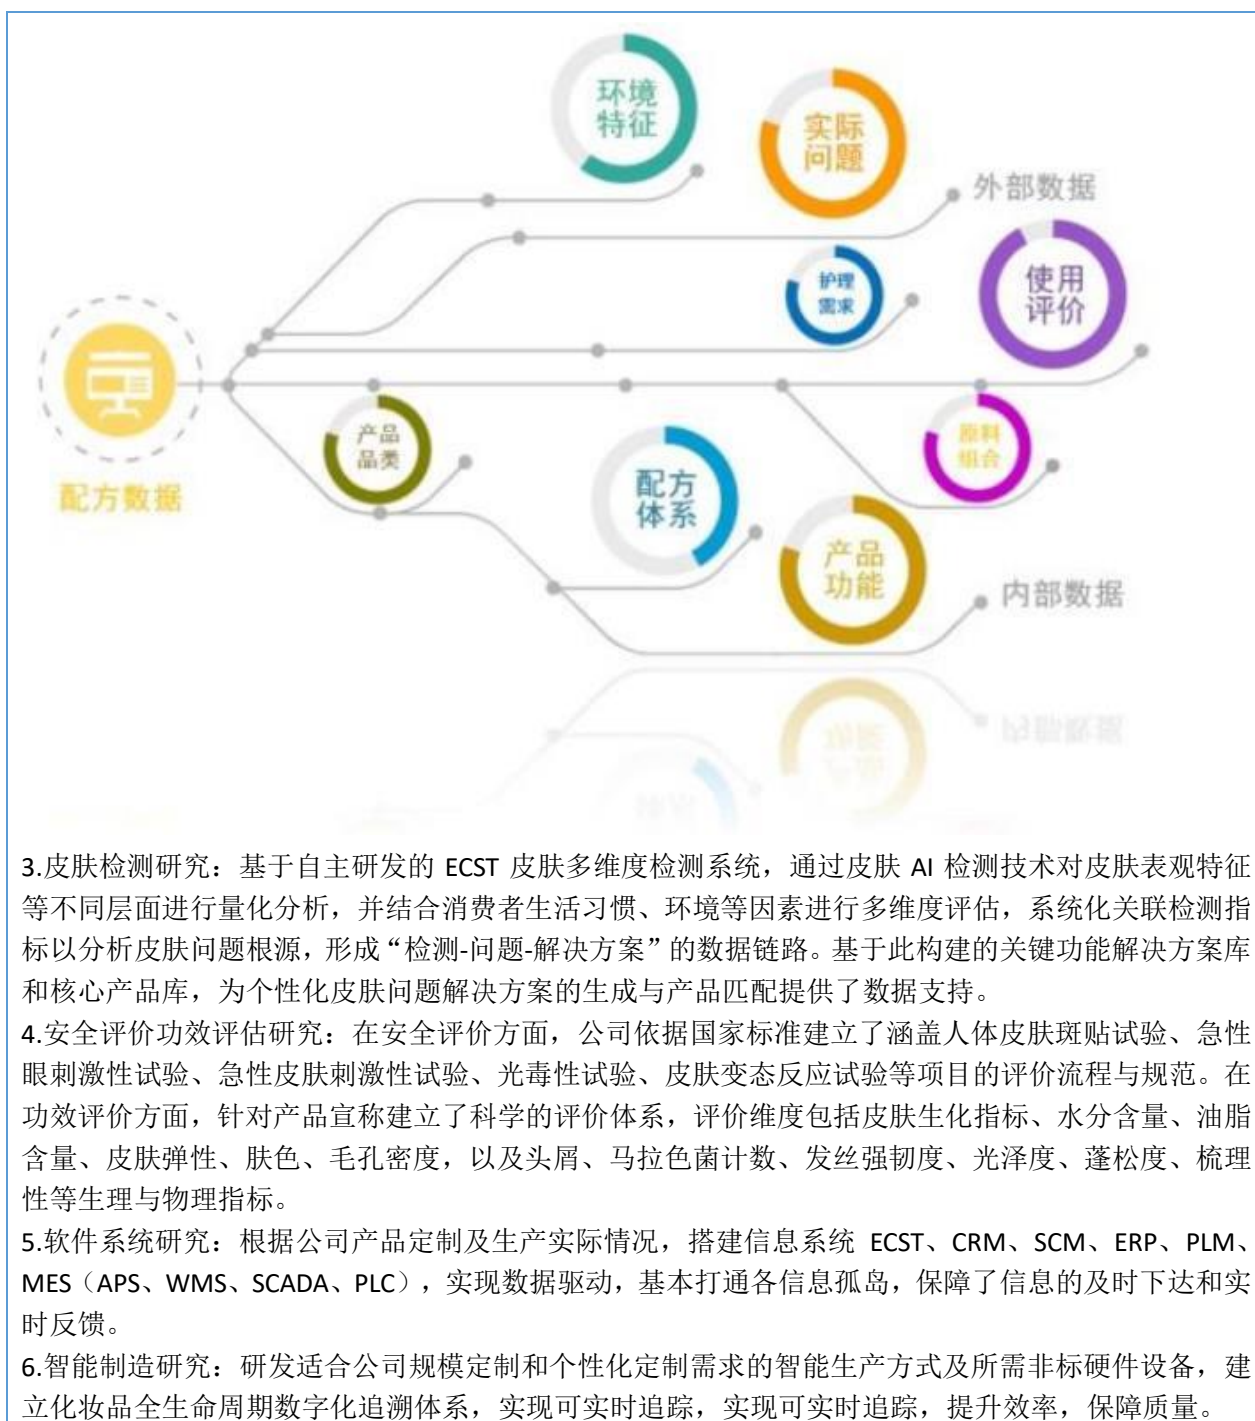 环境
特征
实际
问题
外部数据
护理
需求
使用
评价
配方数据
产品
品类
配方
体系
原料
组合
产品
功能
内部数据
3.皮肤检测研究：基于自主研发的 ECST 皮肤多维度检测系统，通过皮肤 AI 检测技术对皮肤表观特征
等不同层面进行量化分析，并结合消费者生活习惯、环境等因素进行多维度评估，系统化关联检测指
标以分析皮肤问题根源，形成“检测-问题-解决方案”的数据链路。基于此构建的关键功能解决方案库
和核心产品库，为个性化皮肤问题解决方案的生成与产品匹配提供了数据支持。
4.安全评价功效评估研究：在安全评价方面，公司依据国家标准建立了涵盖人体皮肤斑贴试验、急性
眼刺激性试验、急性皮肤刺激性试验、光毒性试验、皮肤变态反应试验等项目的评价流程与规范。在
功效评价方面，针对产品宣称建立了科学的评价体系，评价维度包括皮肤生化指标、水分含量、油脂
含量、皮肤弹性、肤色、毛孔密度，以及头屑、马拉色菌计数、发丝强韧度、光泽度、蓬松度、梳理
性等生理与物理指标。
5.软件系统研究：根据公司产品定制及生产实际情况，搭建信息系统 ECST、CRM、SCM、ERP、PLM、
MES（APS、WMS、SCADA、PLC），实现数据驱动，基本打通各信息孤岛，保障了信息的及时下达和实
时反馈。
6.智能制造研究：研发适合公司规模定制和个性化定制需求的智能生产方式及所需非标硬件设备，建
立化妆品全生命周期数字化追溯体系，实现可实时追踪，实现可实时追踪，提升效率，保障质量。